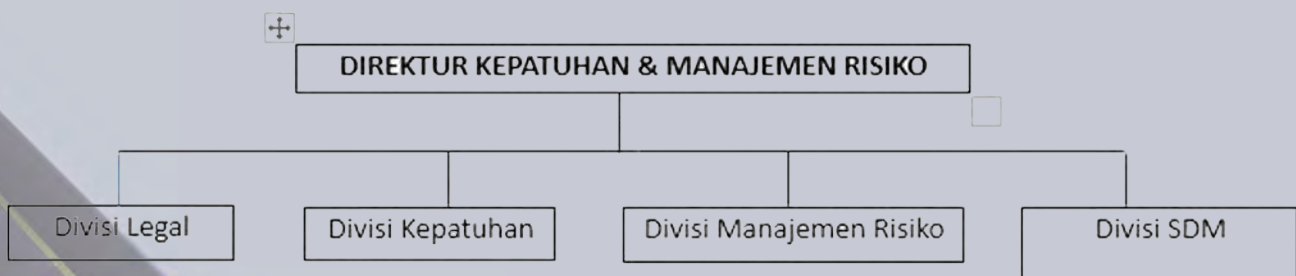 DIREKTUR KEPATUHAN & MANAJEMEN RISIKO
Divisi Legal
Divisi Kepatuhan
Divisi Manajemen Risiko
Divisi SDM